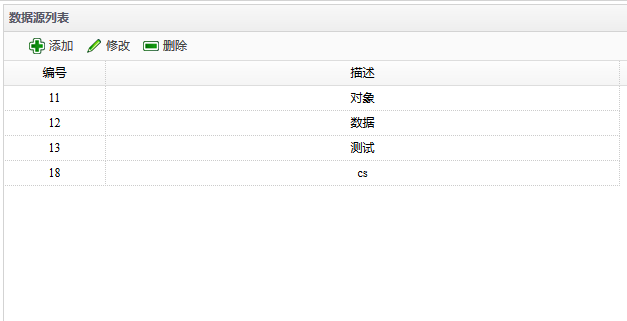 数据源列表
添加 修改 删除
编号 描述
11 对象
12 数据
13 测试
18 cs